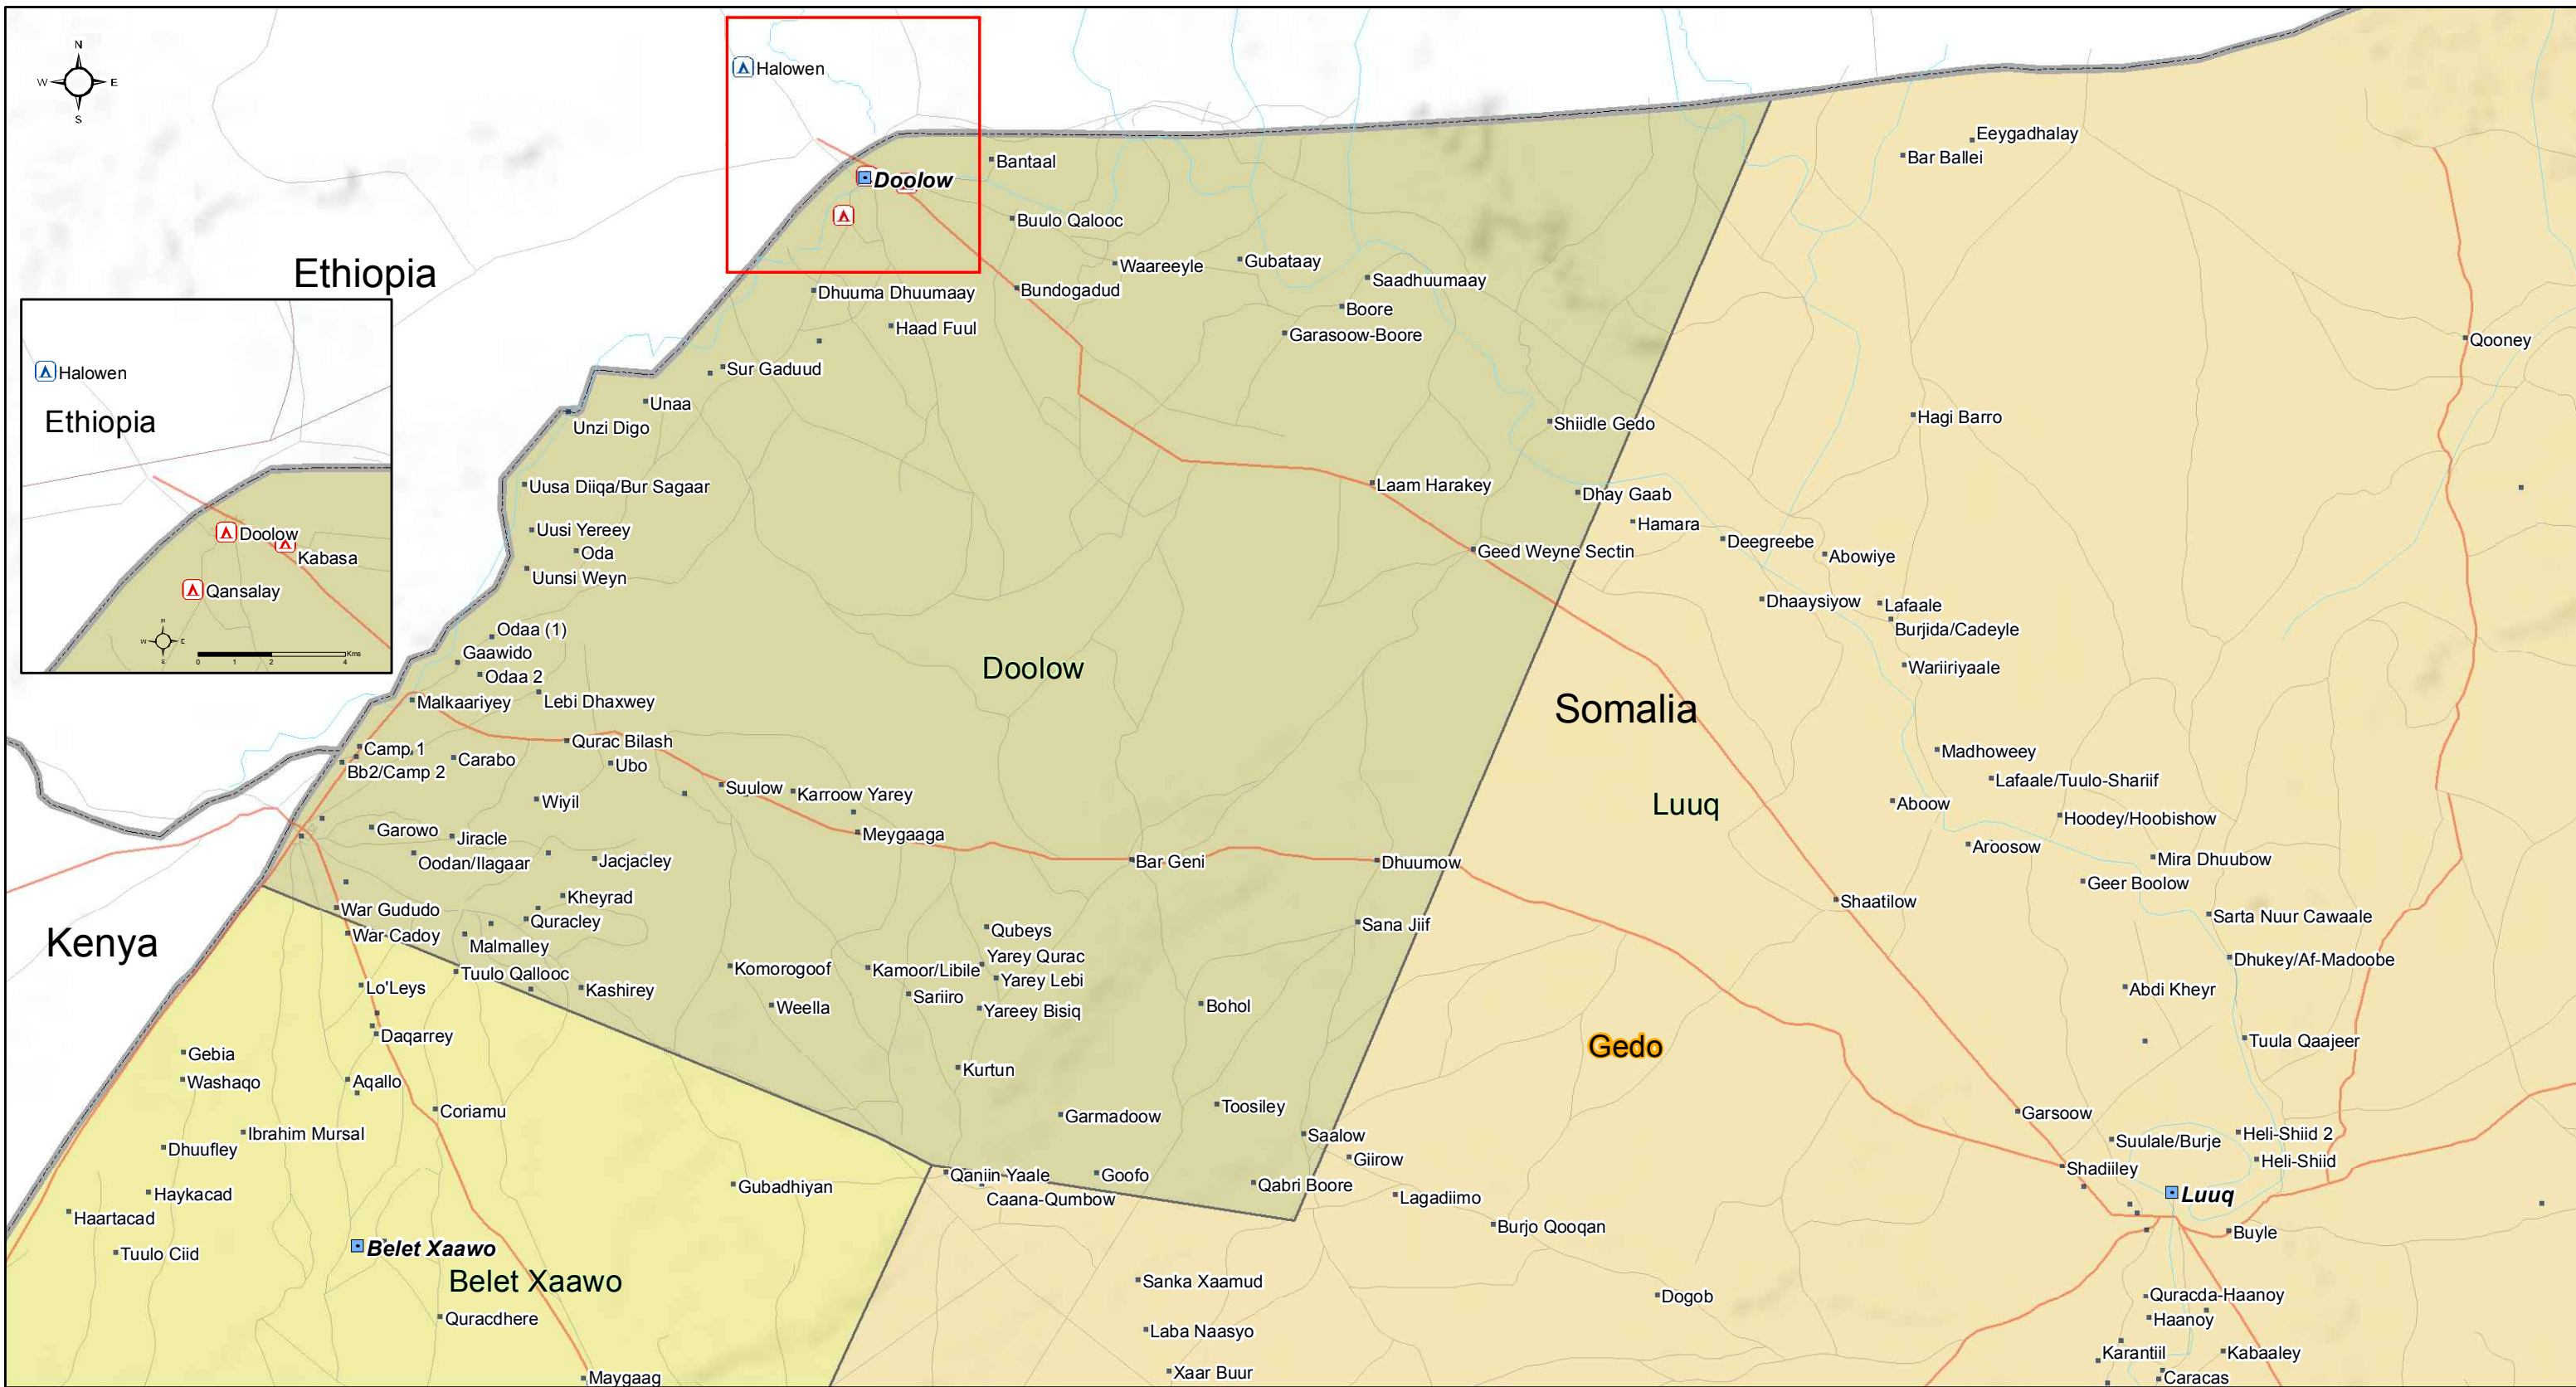 N
W
E
S
Halowen
Doolow
Bantaal
Eeygadhalay
Bar Ballei
Buulo Qalooc
Ethiopia
Waareeyle
Gubataay
Saadhuumaay
Dhuuma Dhuumaay
Bundogadud
Boore
Haad Fuul
Garasoow-Boore
Qooney
Sur Gaduud
Unaa
Unzi Digo
Hagi Barro
Shiidle Gedo
Halowen
Ethiopia
Doolow
Kabasa
Qansalay
N
W
E
S
0
1
2
4
Kms
Uusa Diiqa/Bur Sagaar
Laam Harakey
Dhay Gaab
Uusi Yereey
Hamara
Oda
Geed Weyne Sectin
Deegreebe
Abowiye
Uunsi Weyn
Dhaaysiyow
Lafaale
Odaa (1)
Burjida/Cadeyle
Gaawido
Odaa 2
Doolow
Wariiriyaale
Malkaariyey
Lebi Dhaxwey
Somalia
Camp 1
Qurac Bilash
Madhoweey
Bb2/Camp 2
Carabo
Ubo
Suulow
Karroow Yarey
Lafaale/Tuulo-Shariif
Wiyil
Luuq
Aboow
Garowo
Jiracle
Meygaaga
Hoodey/Hoobishow
Oodan/Ilagaar
Jacjacley
Bar Geni
Dhuumow
Aroosow
Mira Dhuubow
Kheyrad
Geer Boolow
War Gududo
Quracley
Shaatilow
Sarta Nuur Cawaale
Kenya
War Cadoy
Malmalley
Qubeys
Sana Jiif
Tuulo Qallooc
Komorogoof
Kamoor/Libile
Yarey Qurac
Dhukey/Af-Madoobe
Lo'Leys
Kashirey
Weella
Sariiro
Yarey Lebi
Yareey Bisiq
Bohol
Abdi Kheyr
Daqarrey
Gebia
Gedo
Tuula Qaajeer
Washaqo
Aqallo
Kurtun
Coriamu
Garmadoow
Toosiley
Garsoow
Ibrahim Mursal
Saalow
Suulale/Burje
Heli-Shiid 2
Dhuufley
Giirow
Heli-Shiid
Qaniin Yaale
Goofo
Shadiiley
Haykacad
Gubadhiyan
Caana-Qumbow
Qabri Boore
Lagadiimo
Luuq
Haartacad
Burjo Qooqan
Buyle
Tuulo Ciid
Belet Xaawo
Belet Xaawo
Sanka Xaamud
Dogob
Quracda-Haanoy
Quracdhere
Laba Naasyo
Haanoy
Karantiil
Kabaaley
Maygaag
Xaar Buur
Caracas